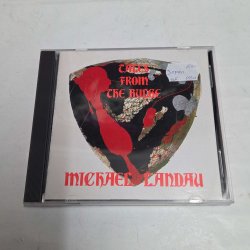 TALES
FROM
THE BULGE
MICHAEL LANDAU